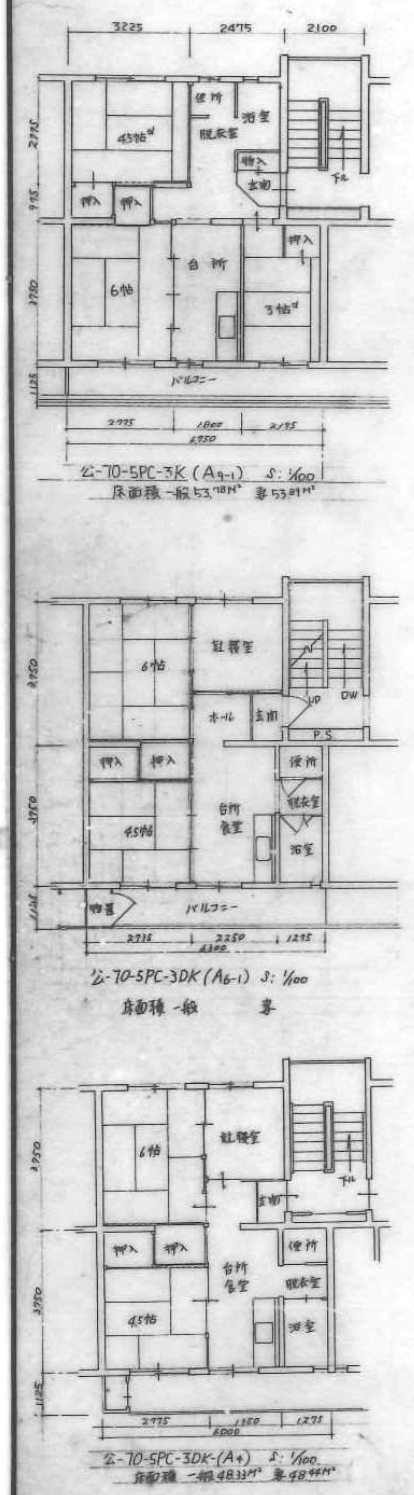 3225 2475 2100
便所 浴室
4.5帖
脱衣室
物入
玄関
下ル
押入 押入
押入
6帖
台所
3帖
バルコニー
2775 975 3750 1125
2775 1800 2175
6750
公-70-5PC-3K (A9-1) S: 1/100
床面積 一般 53.78M² 妻 53.89M²
6帖
ホール 玄関
UP DW
P.S
押入 押入
便所
脱衣室
4.5帖
台所
食堂
浴室
物置
バルコニー
3750 3750 1125
2775 2250 1275
6300
公-70-5PC-3DK (A6-1) S: 1/100
床面積 一般 妻
6帖
玄関
下ル
押入 押入
便所
台所
食堂
脱衣室
4.5帖
浴室
3750 3750 1125
2775 1950 1275
6000
公-70-5PC-3DK-(A4) S: 1/100
床面積 一般 48.33M² 妻 48.44M²